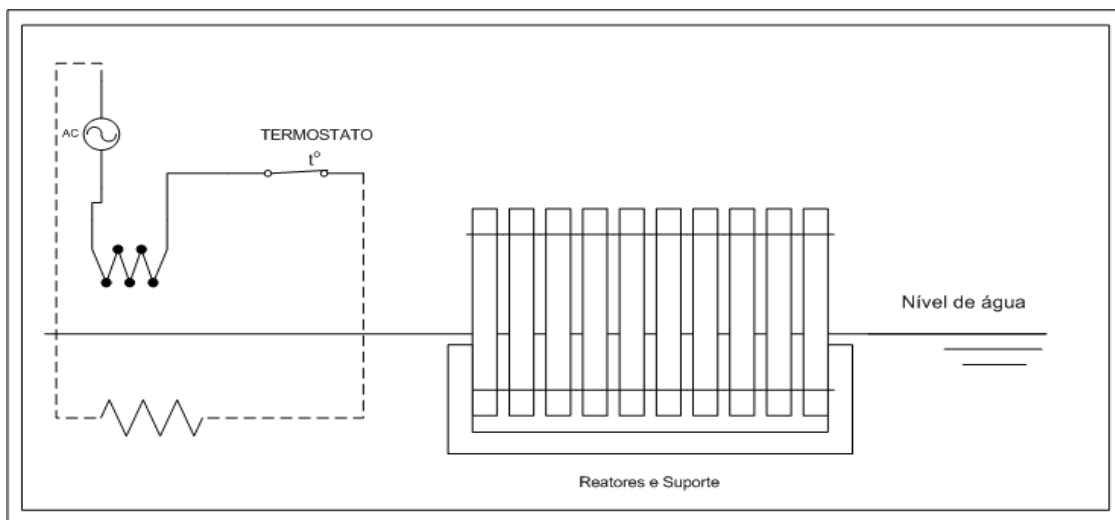 AC
TERMOSTATO
t°
Nível de água
Reatores e Suporte